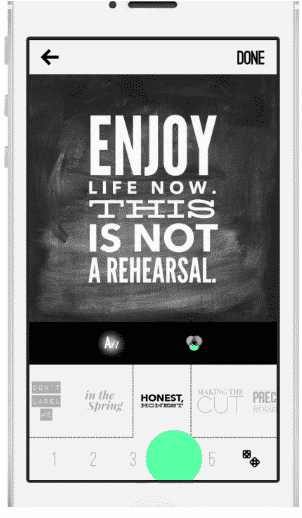 DONE
ENJOY
LIFE NOW.
THIS
IS NOT
A REHEARSAL.
Aa
DON'T
LABEL
ME
in the
Spring
HONEST,
HONEST
MAKING THE
CUT
PREC
1 2 3 5